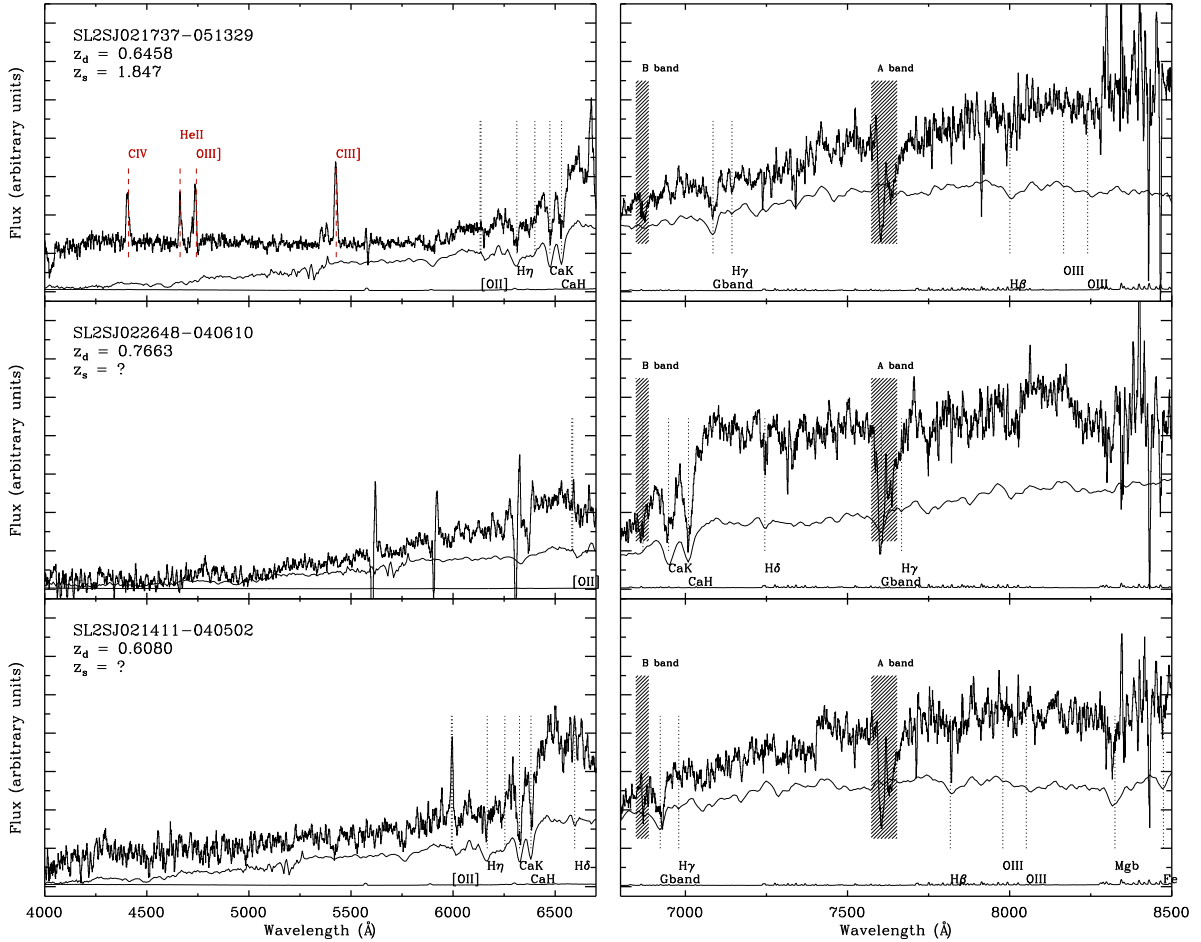 SL2SJ021737-051329
z_d = 0.6458
z_s = 1.847
CIV
HeII
OIII]
CIII]
Hη CaK
[OII] CaH
Flux (arbitrary units)
B band A band
Hγ OIII
Gband Hβ OIII
SL2SJ022648-040610
z_d = 0.7663
z_s = ?
[OII]
Flux (arbitrary units)
B band A band
CaK Hδ Hγ
CaH Gband
SL2SJ021411-040502
z_d = 0.6080
z_s = ?
Hη CaK Hδ
[OII] CaH
Flux (arbitrary units)
B band A band
Hγ OIII Mgb
Gband Hβ OIII Fe
4000 4500 5000 5500 6000 6500
Wavelength (Å)
7000 7500 8000 8500
Wavelength (Å)